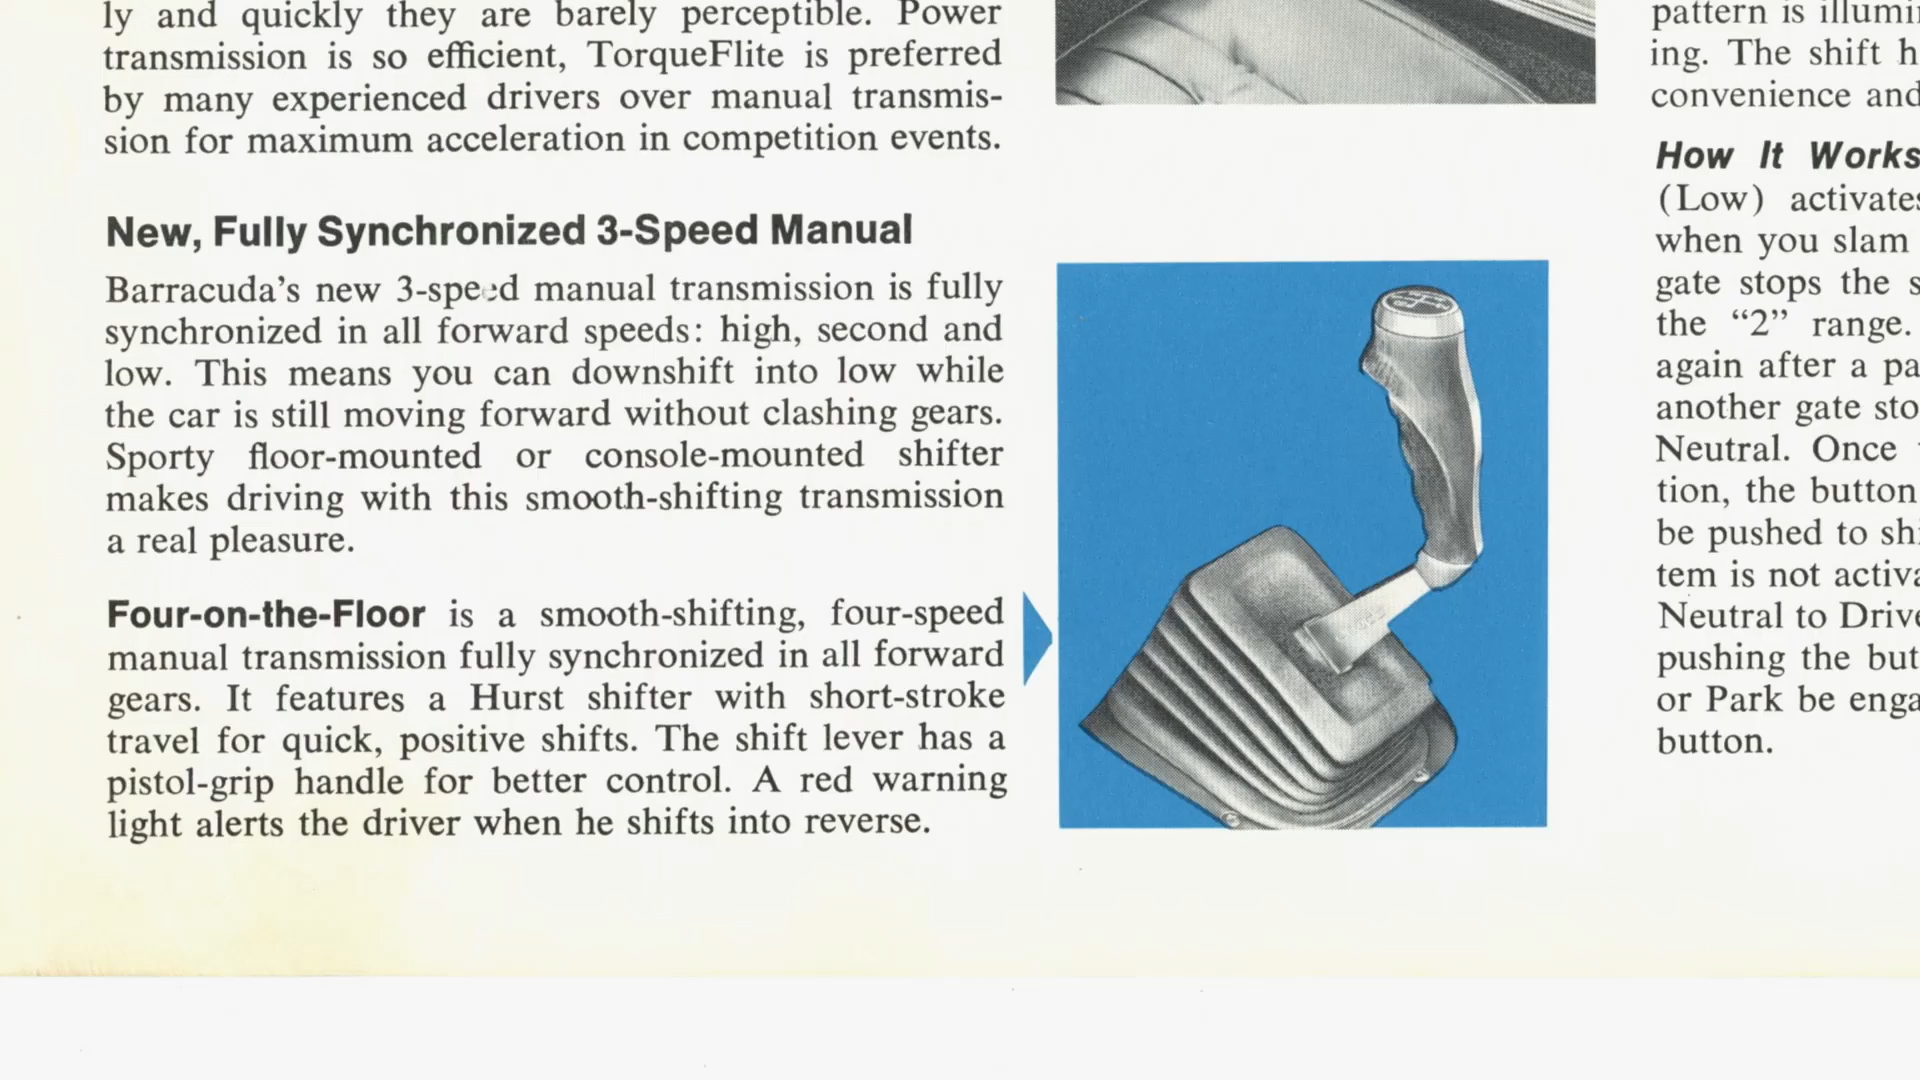 ly and quickly they are barely perceptible. Power
transmission is so efficient, TorqueFlite is preferred
by many experienced drivers over manual transmis-
sion for maximum acceleration in competition events.
New, Fully Synchronized 3-Speed Manual
Barracuda's new 3-speed manual transmission is fully
synchronized in all forward speeds: high, second and
low. This means you can downshift into low while
the car is still moving forward without clashing gears.
Sporty floor-mounted or console-mounted shifter
makes driving with this smooth-shifting transmission
a real pleasure.
Four-on-the-Floor is a smooth-shifting, four-speed
manual transmission fully synchronized in all forward
gears. It features a Hurst shifter with short-stroke
travel for quick, positive shifts. The shift lever has a
pistol-grip handle for better control. A red warning
light alerts the driver when he shifts into reverse.
pattern is illumi
ing. The shift h
convenience and
How It Works
(Low) activates
when you slam
gate stops the s
the “2” range.
again after a pa
another gate sto
Neutral. Once
tion, the button
be pushed to shi
tem is not activa
Neutral to Drive
pushing the but
or Park be enga
button.